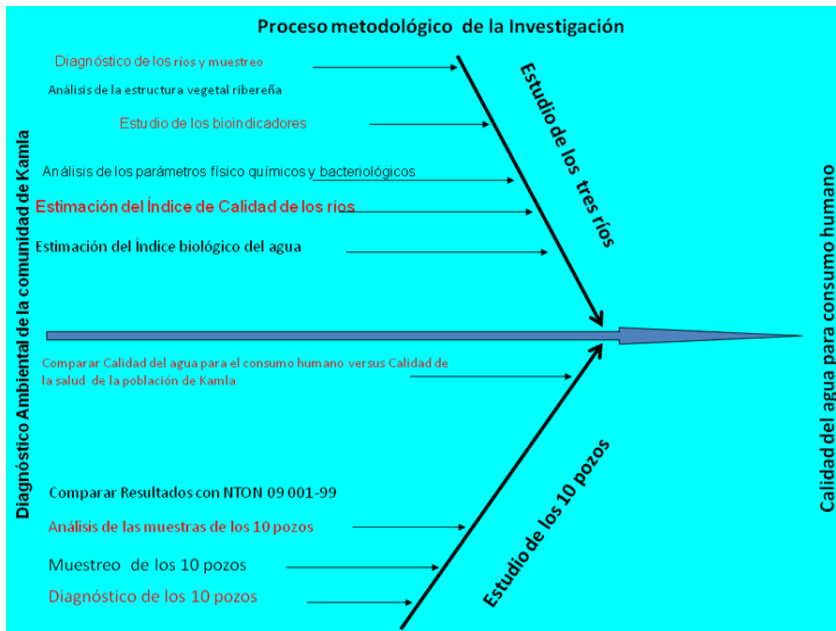 Proceso metodológico de la Investigación
Diagnóstico de los ríos y muestreo
Análisis de la estructura vegetal ribereña
Estudio de los bioindicadores
Análisis de los parámetros físico químicos y bacteriológicos
Estimación del Índice de Calidad de los ríos
Estimación del Índice biológico del agua
Estudio de los tres ríos
Diagnóstico Ambiental de la comunidad de Kamla
Calidad del agua para consumo humano
Comparar Calidad del agua para el consumo humano versus Calidad de
la salud de la población de Kamla
Comparar Resultados con NTON 09 001-99
Análisis de las muestras de los 10 pozos
Muestreo de los 10 pozos
Diagnóstico de los 10 pozos
Estudio de los 10 pozos